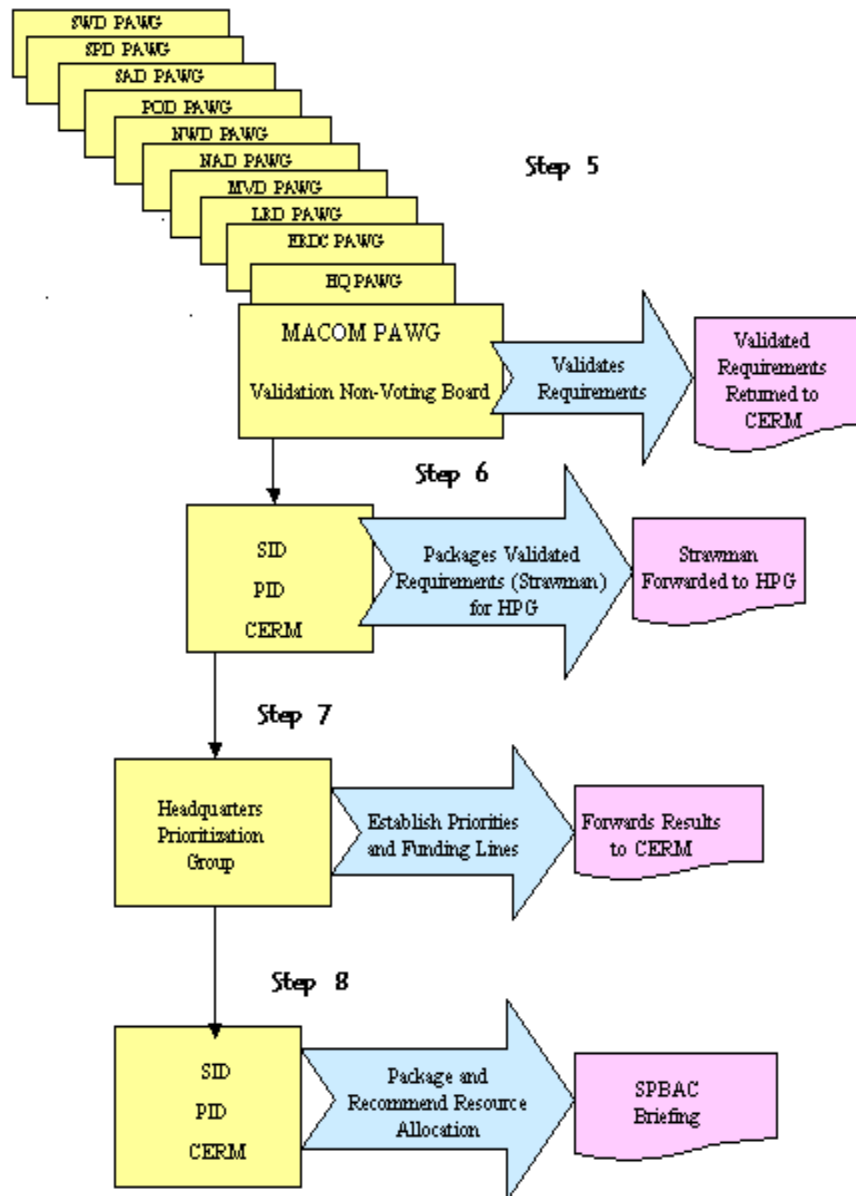 SWD PAWG
SPD PAWG
SAD PAWG
POD PAWG
NWD PAWG
NAD PAWG
MVD PAWG
LRD PAWG
ERDC PAWG
HQ PAWG
Step 5
MACOM PAWG
Validation Non-Voting Board
Validates
Requirements
Validated
Requirements
Returned to
CERM
Step 6
SID
PID
CERM
Packages Validated
Requirements (Strawman)
for HPG
Strawman
Forwarded to HPG
Step 7
Headquarters
Prioritization
Group
Establish Priorities
and Funding Lines
Forwards Results
to CERM
Step 8
SID
PID
CERM
Package and
Recommend Resource
Allocation
SPBAC
Briefing